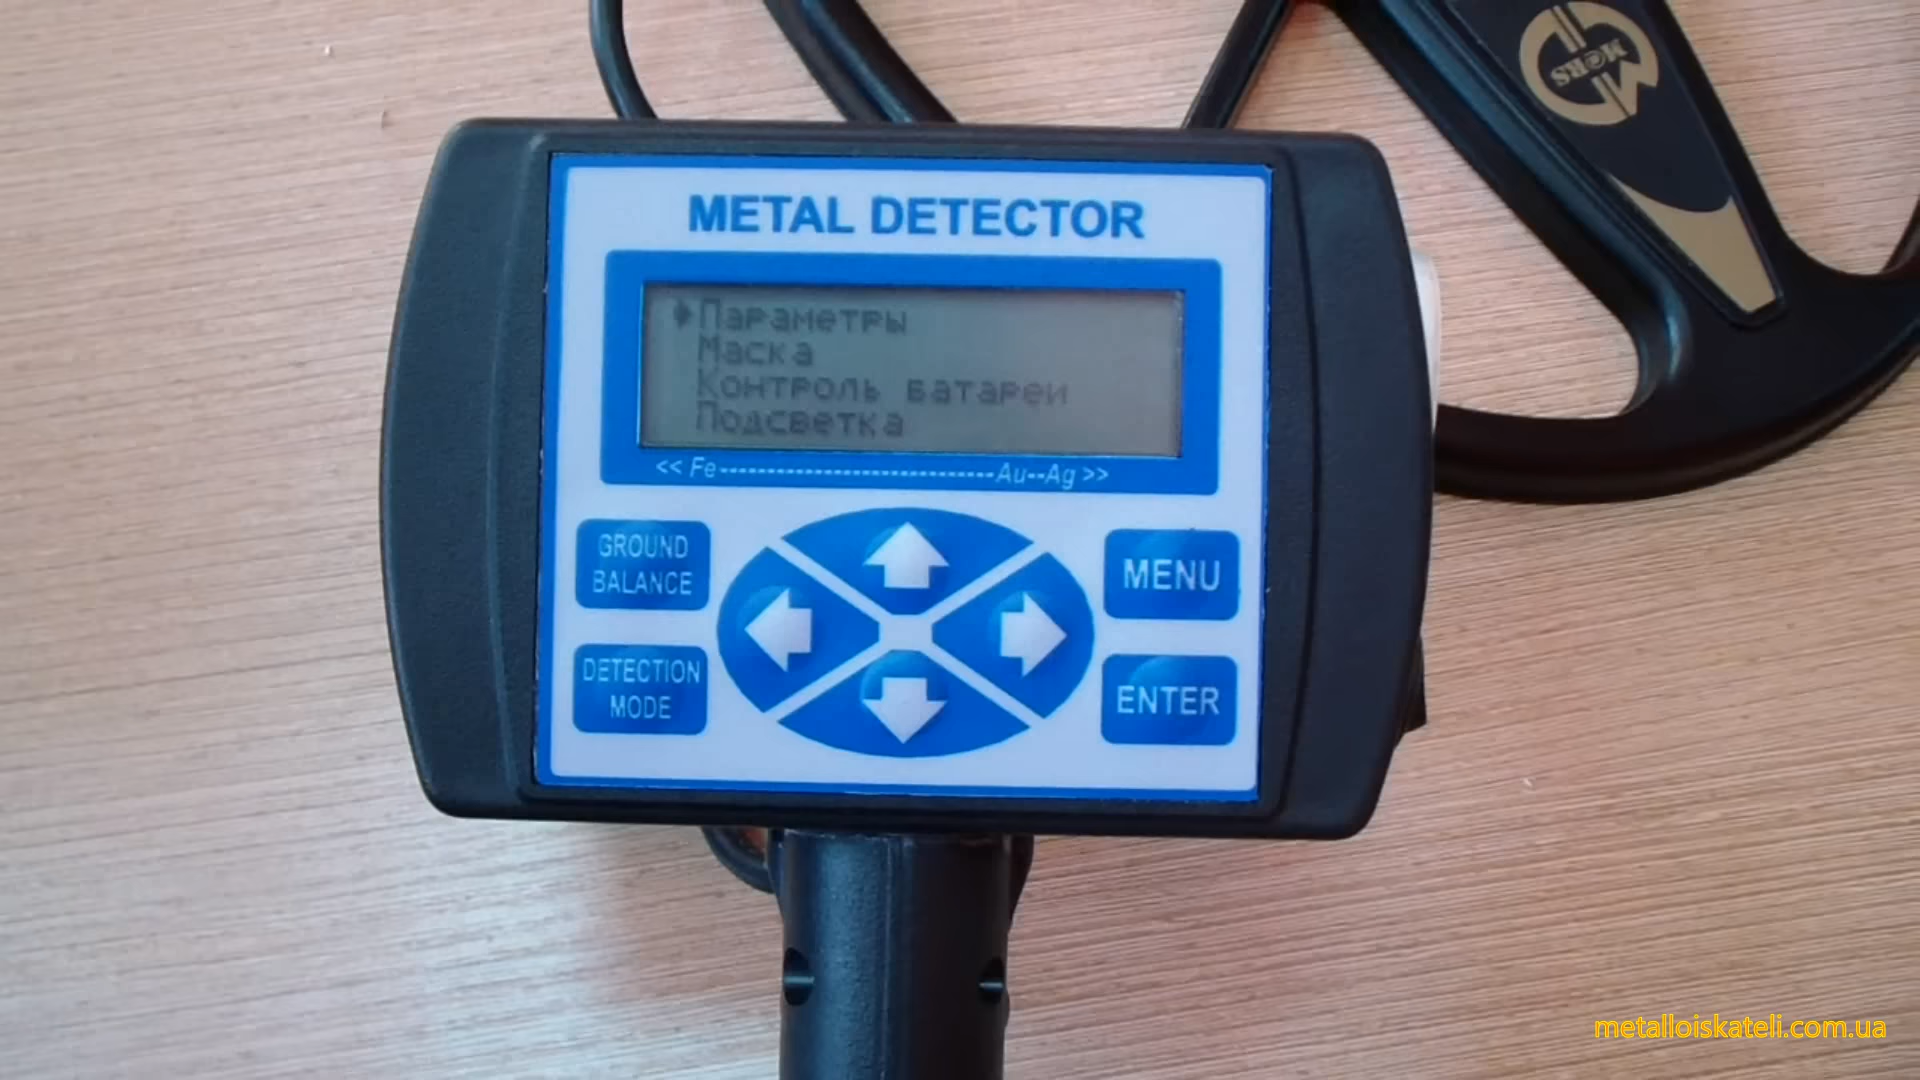 MARS
METAL DETECTOR
Параметры
Маска
Контроль батареи
Подсветка
<< Fe-----------------------------Au--Ag >>
GROUND
BALANCE
MENU
DETECTION
MODE
ENTER
metalloiskateli.com.ua